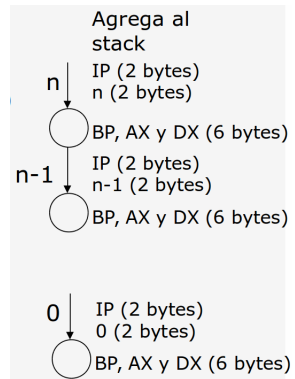 Agrega al
stack
n
IP (2 bytes)
n (2 bytes)
BP, AX y DX (6 bytes)
n-1
IP (2 bytes)
n-1 (2 bytes)
BP, AX y DX (6 bytes)
0
IP (2 bytes)
0 (2 bytes)
BP, AX y DX (6 bytes)